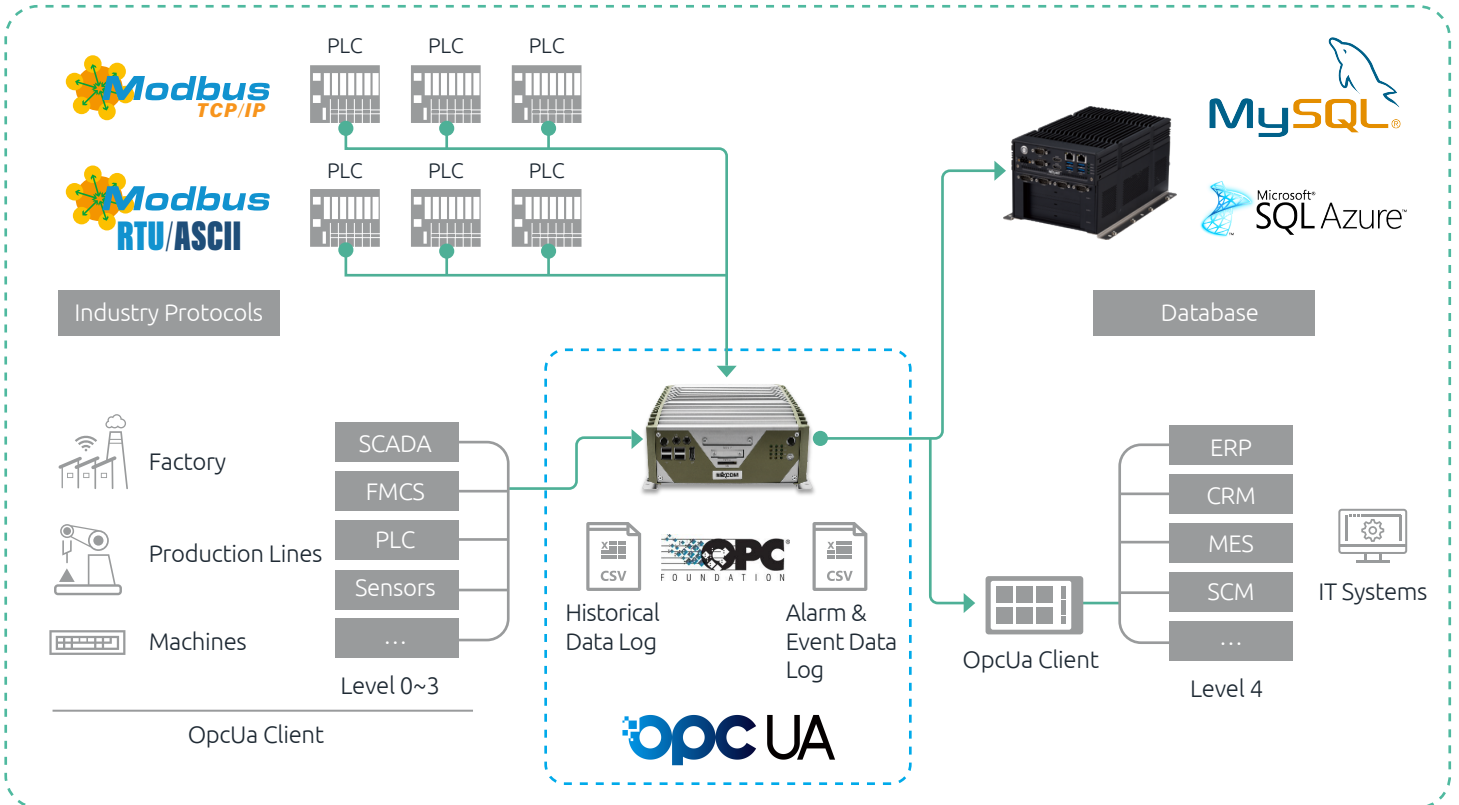 PLC
PLC
PLC
Modbus
TCP/IP
PLC
PLC
PLC
Modbus
RTU/ASCII
Industry Protocols
MySQL®
Microsoft®
SQL Azure™
Database
Factory
Production Lines
Machines
SCADA
FMCS
PLC
Sensors
...
Level 0~3
OpcUa Client
NEXCOM
X
CSV
Historical
Data Log
OPC®
FOUNDATION
X
CSV
Alarm &
Event Data
Log
OPC UA
OpcUa Client
ERP
CRM
MES
SCM
...
Level 4
IT Systems